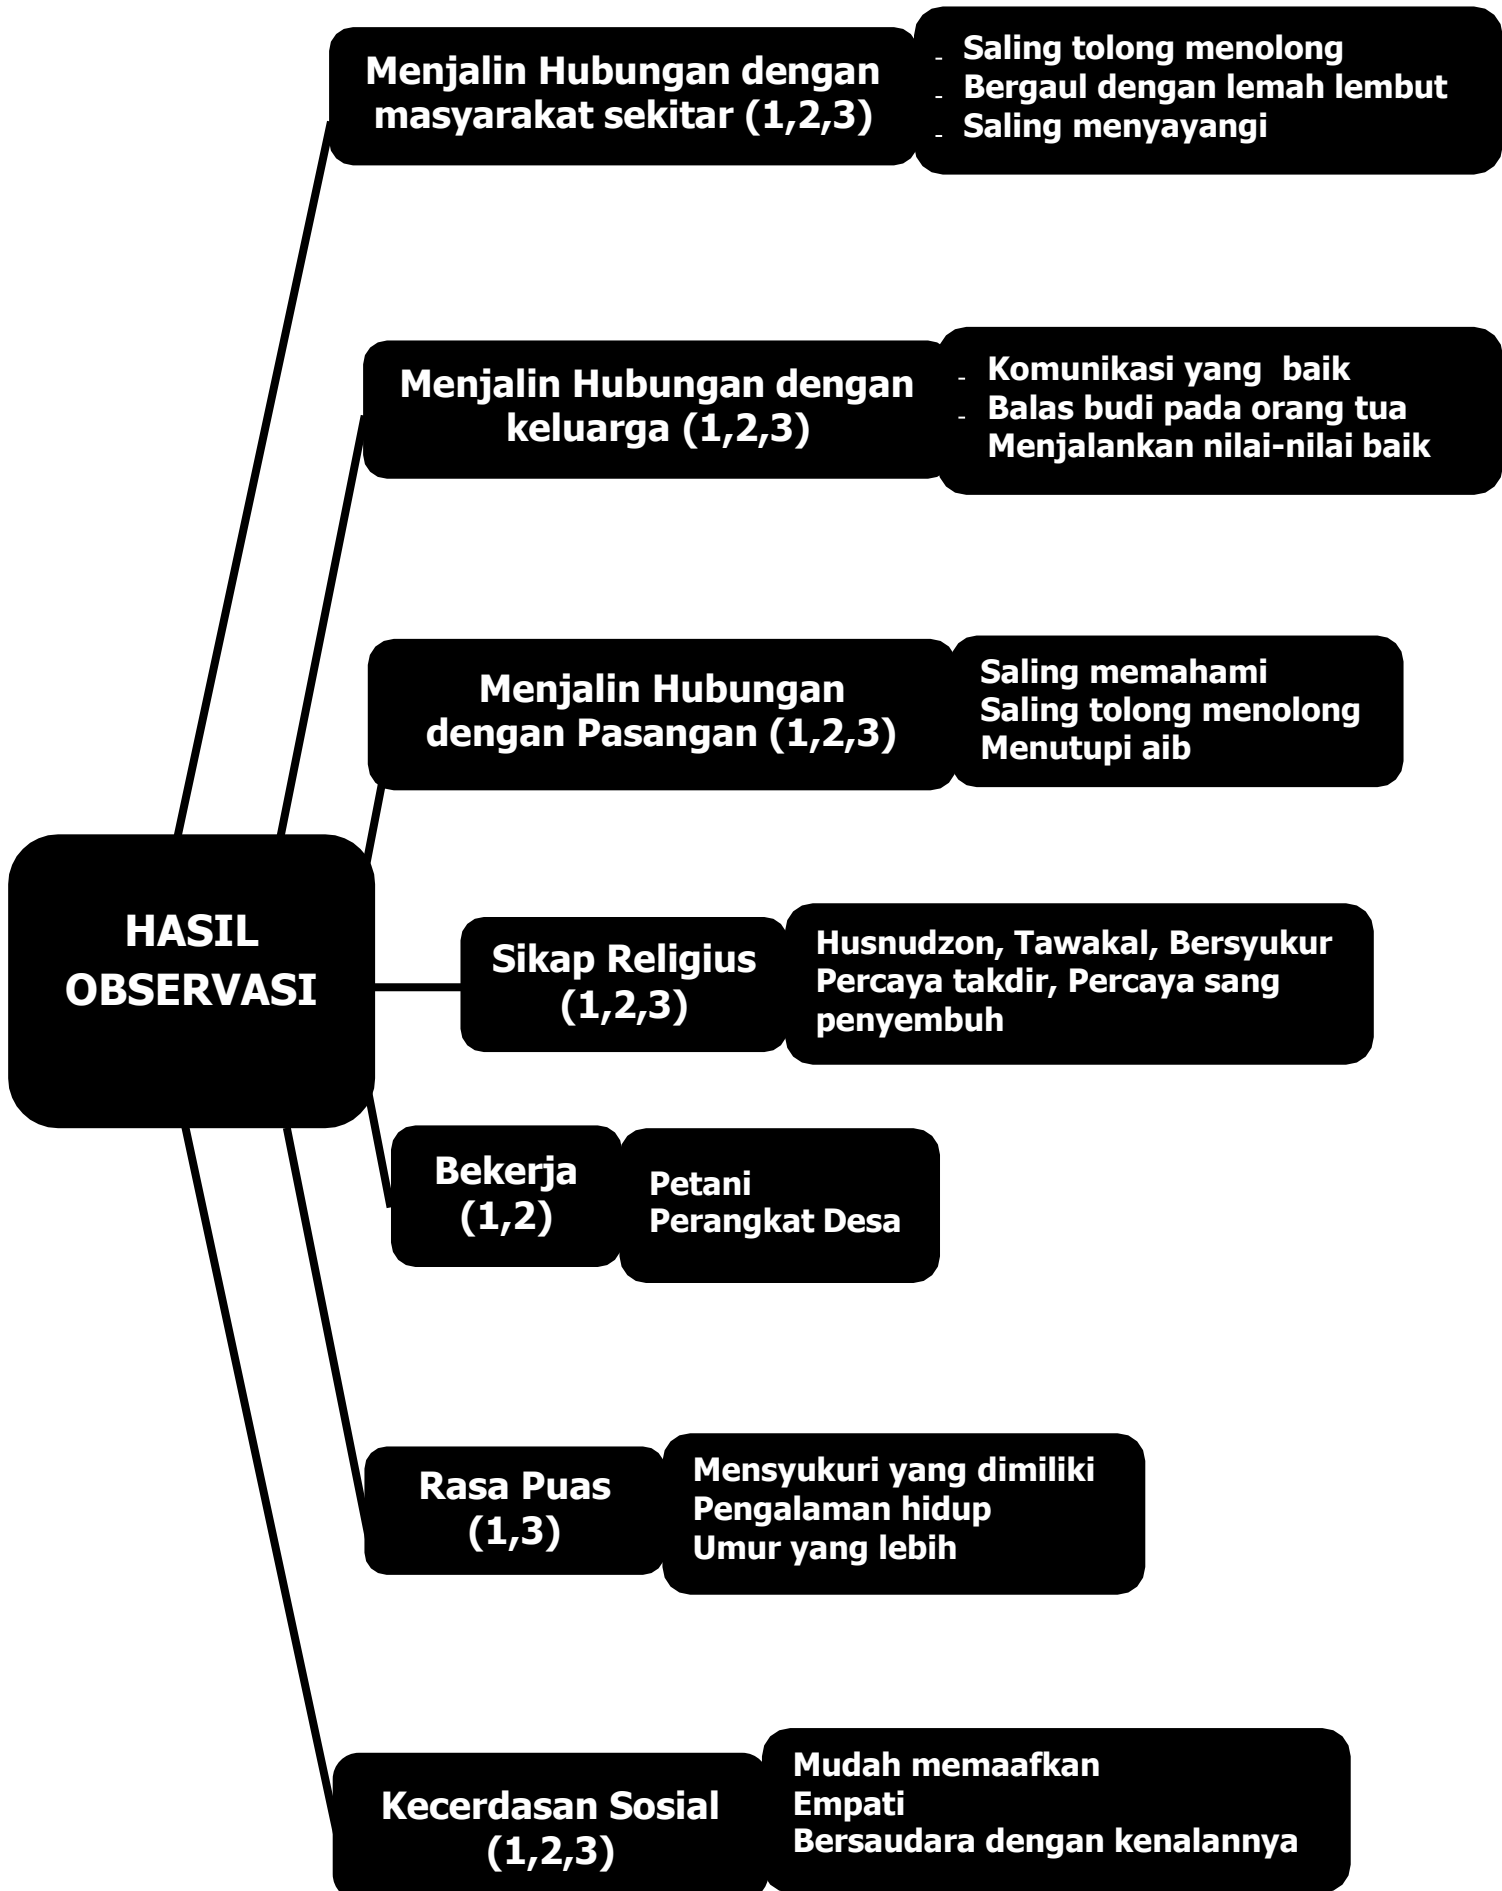 Menjalin Hubungan dengan
masyarakat sekitar (1,2,3)
- Saling tolong menolong
- Bergaul dengan lemah lembut
- Saling menyayangi
Menjalin Hubungan dengan
keluarga (1,2,3)
- Komunikasi yang baik
- Balas budi pada orang tua
Menjalankan nilai-nilai baik
Menjalin Hubungan
dengan Pasangan (1,2,3)
Saling memahami
Saling tolong menolong
Menutupi aib
HASIL
OBSERVASI
Sikap Religius
(1,2,3)
Husnudzon, Tawakal, Bersyukur
Percaya takdir, Percaya sang
penyembuh
Bekerja
(1,2)
Petani
Perangkat Desa
Rasa Puas
(1,3)
Mensyukuri yang dimiliki
Pengalaman hidup
Umur yang lebih
Kecerdasan Sosial
(1,2,3)
Mudah memaafkan
Empati
Bersaudara dengan kenalannya